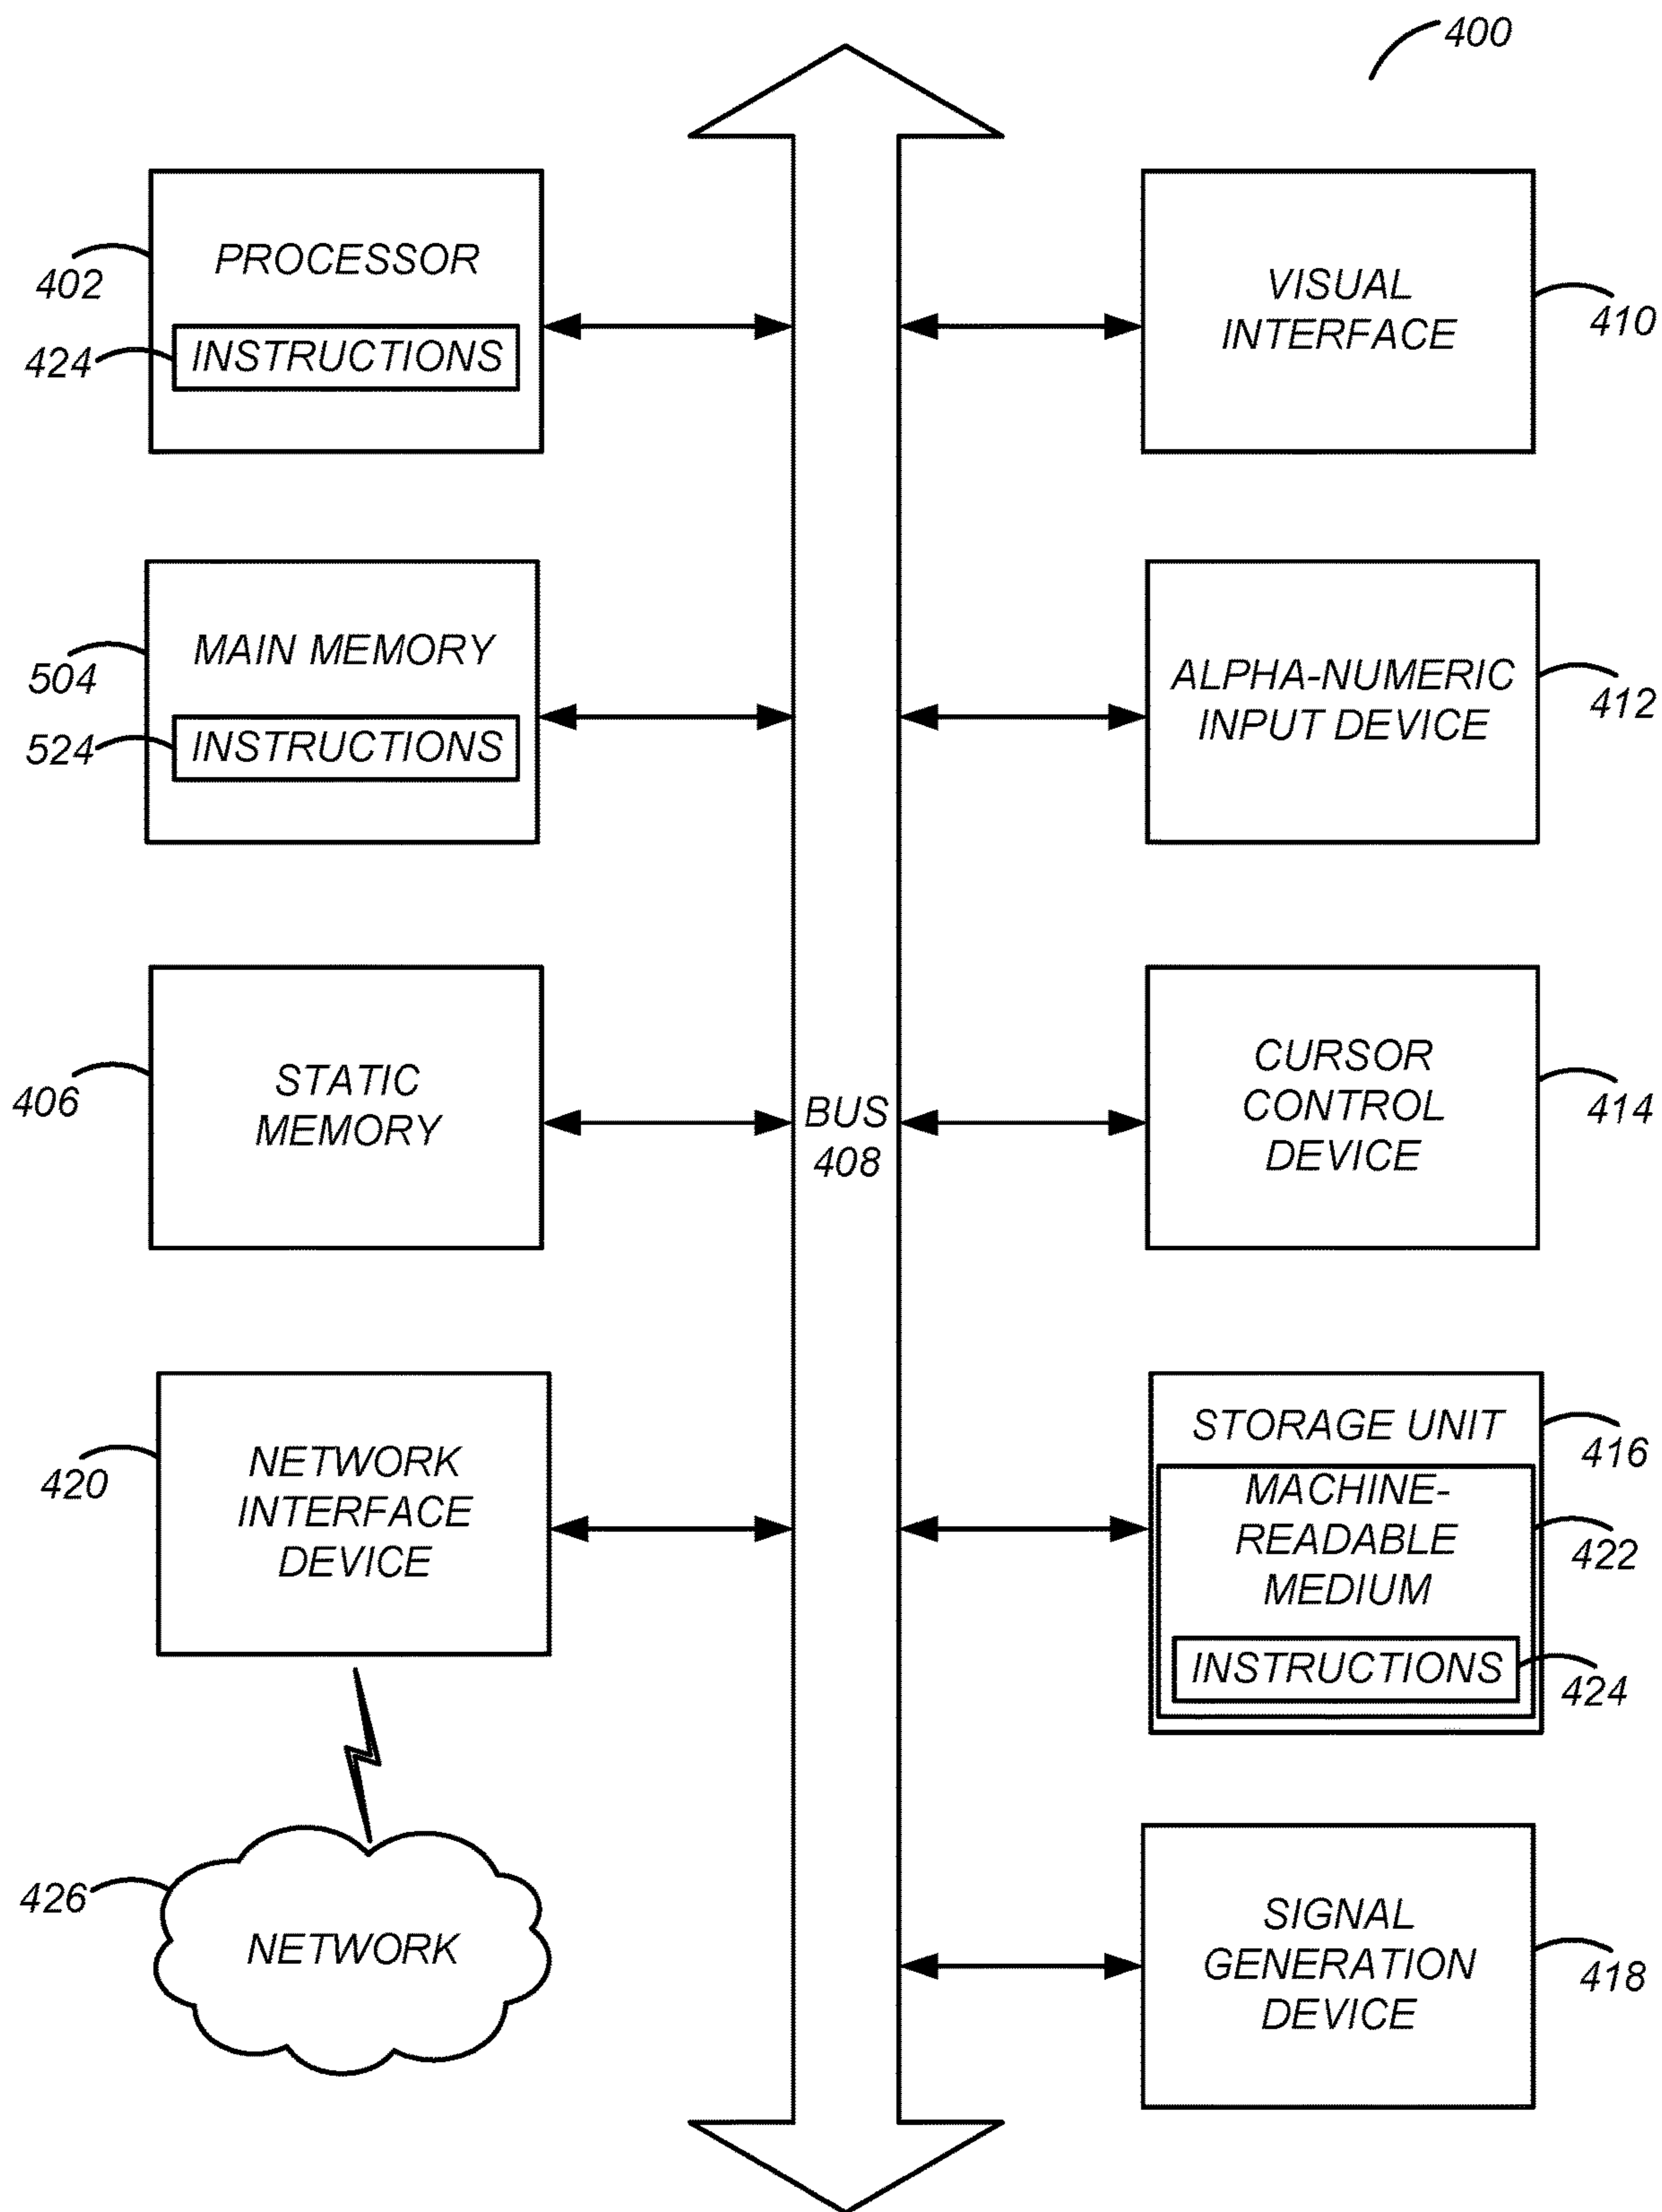 400
PROCESSOR
402
INSTRUCTIONS
424
VISUAL
INTERFACE
410
MAIN MEMORY
504
INSTRUCTIONS
524
ALPHA-NUMERIC
INPUT DEVICE
412
STATIC
MEMORY
406
BUS
408
CURSOR
CONTROL
DEVICE
414
NETWORK
INTERFACE
DEVICE
420
STORAGE UNIT
416
MACHINE-
READABLE
MEDIUM
422
INSTRUCTIONS
424
426
NETWORK
SIGNAL
GENERATION
DEVICE
418